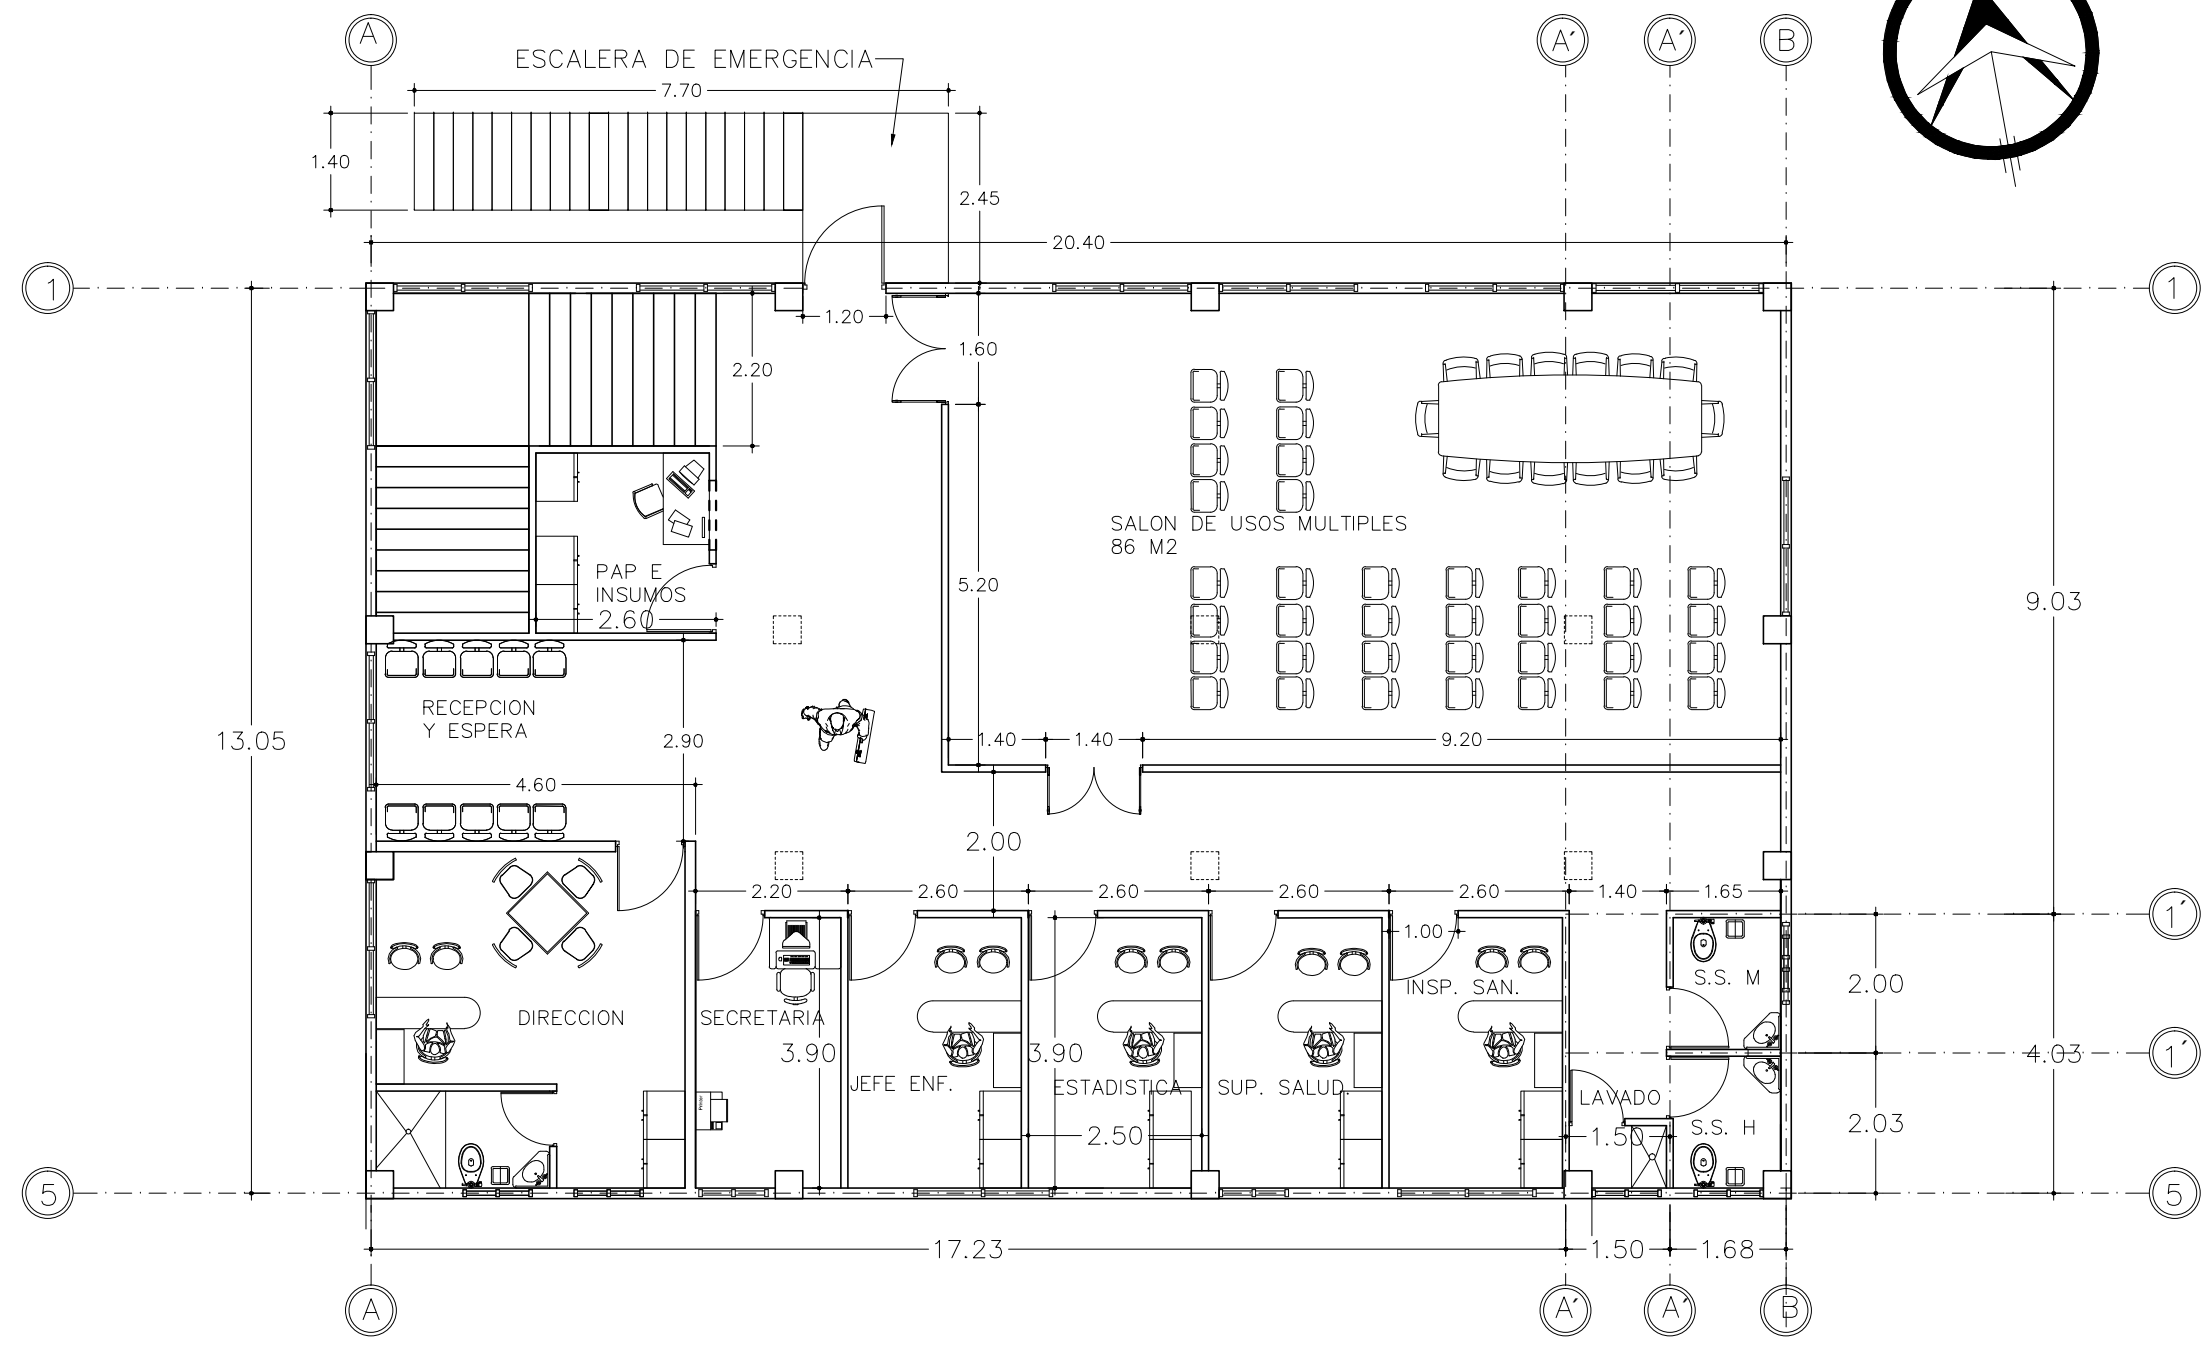 A
A'
A'
B
ESCALERA DE EMERGENCIA
7.70
1.40
2.45
20.40
1
1
1.20
1.60
2.20
SALON DE USOS MULTIPLES
86 M2
PAP E
INSUMOS
2.60
5.20
9.03
RECEPCION
Y ESPERA
13.05
2.90
1.40
1.40
9.20
4.60
2.00
2.20
2.60
2.60
2.60
2.60
1.40
1.65
1'
1.00
S.S. M
2.00
INSP. SAN.
DIRECCION
SECRETARIA
3.90
3.90
4.03
1'
JEFE ENF.
ESTADISTICA
SUP. SALUD.
LAVADO
2.03
S.S. H
2.50
1.50
5
5
17.23
1.50
1.68
A
A'
A'
B